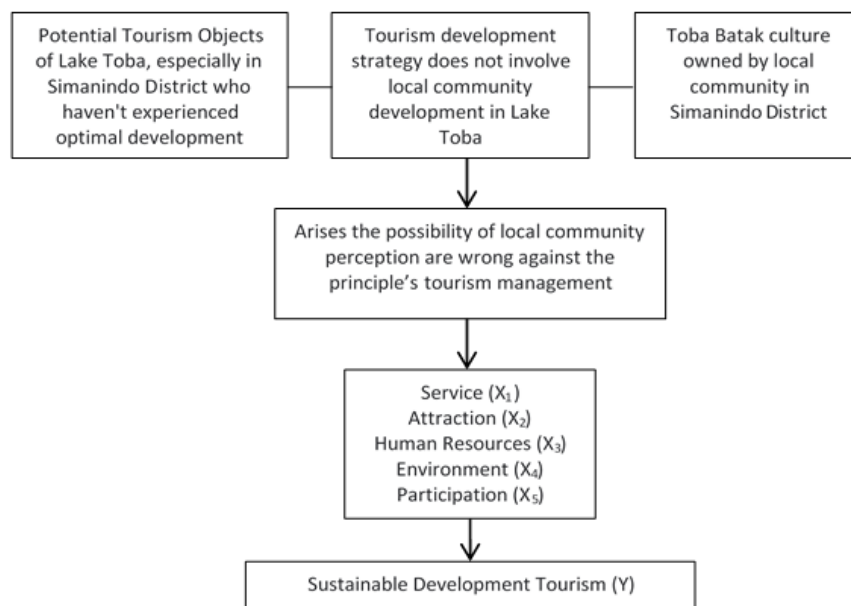 Potential Tourism Objects
of Lake Toba, especially in
Simanindo District who
haven't experienced
optimal development
Tourism development
strategy does not involve
local community
development in Lake
Toba
Toba Batak culture
owned by local
community in
Simanindo District
Arises the possibility of local community
perception are wrong against the
principle's tourism management
Service (X₁)
Attraction (X₂)
Human Resources (X₃)
Environment (X₄)
Participation (X₅)
Sustainable Development Tourism (Y)